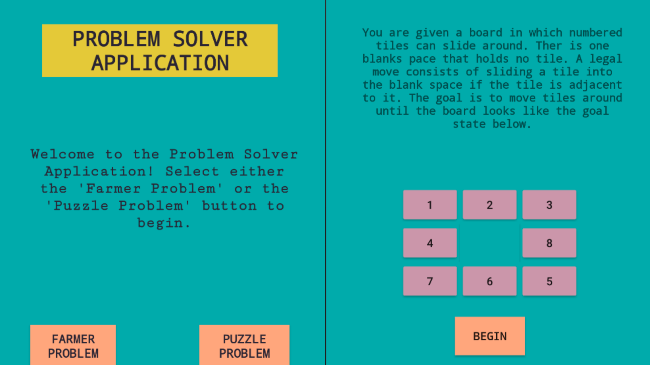 PROBLEM SOLVER
APPLICATION
Welcome to the Problem Solver
Application! Select either
the 'Farmer Problem' or the
'Puzzle Problem' button to
begin.
FARMER
PROBLEM
PUZZLE
PROBLEM
You are given a board in which numbered
tiles can slide around. Ther is one
blanks pace that holds no tile. A legal
move consists of sliding a tile into
the blank space if the tile is adjacent
to it. The goal is to move tiles around
until the board looks like the goal
state below.
1 2 3
4 8
7 6 5
BEGIN